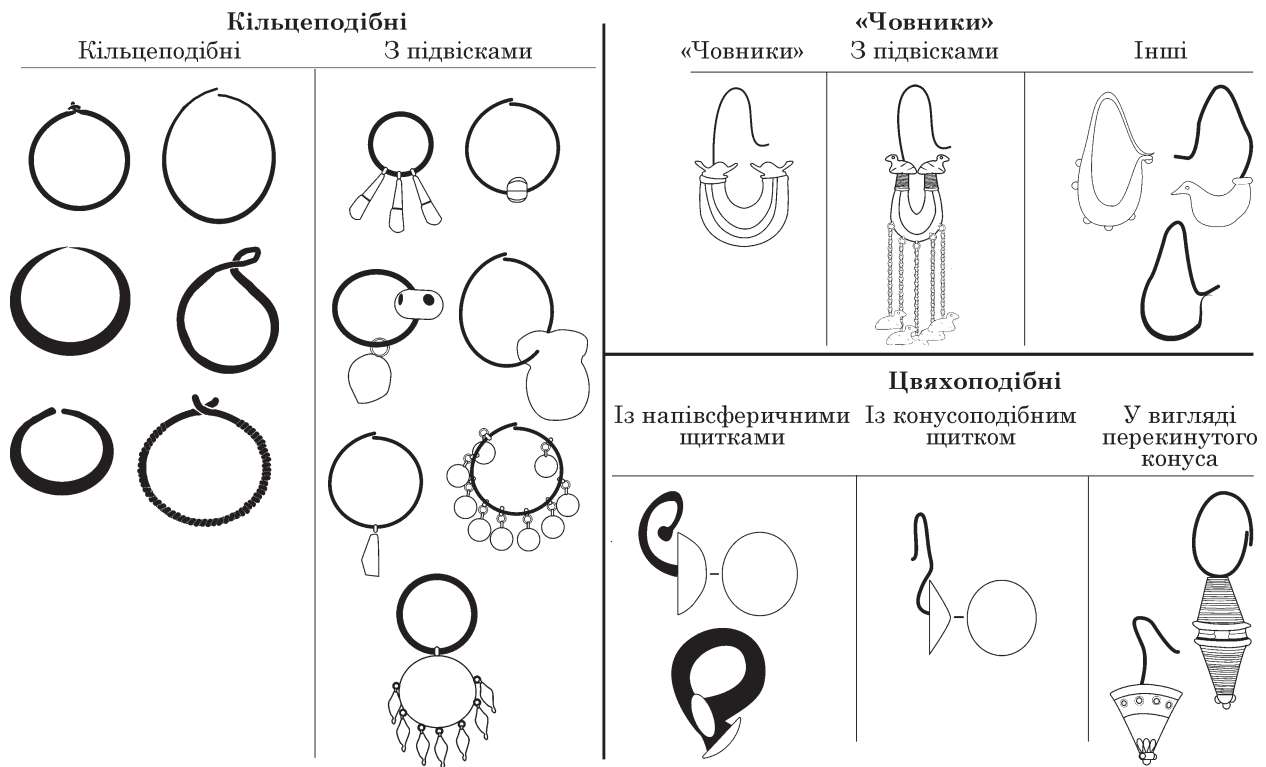 Кільцеподібні
Кільцеподібні
З підвісками
«Човники»
«Човники»
З підвісками
Інші
Цвяхоподібні
Із напівсферичними
щитками
Із конусоподібним
щитком
У вигляді
перекинутого
конуса